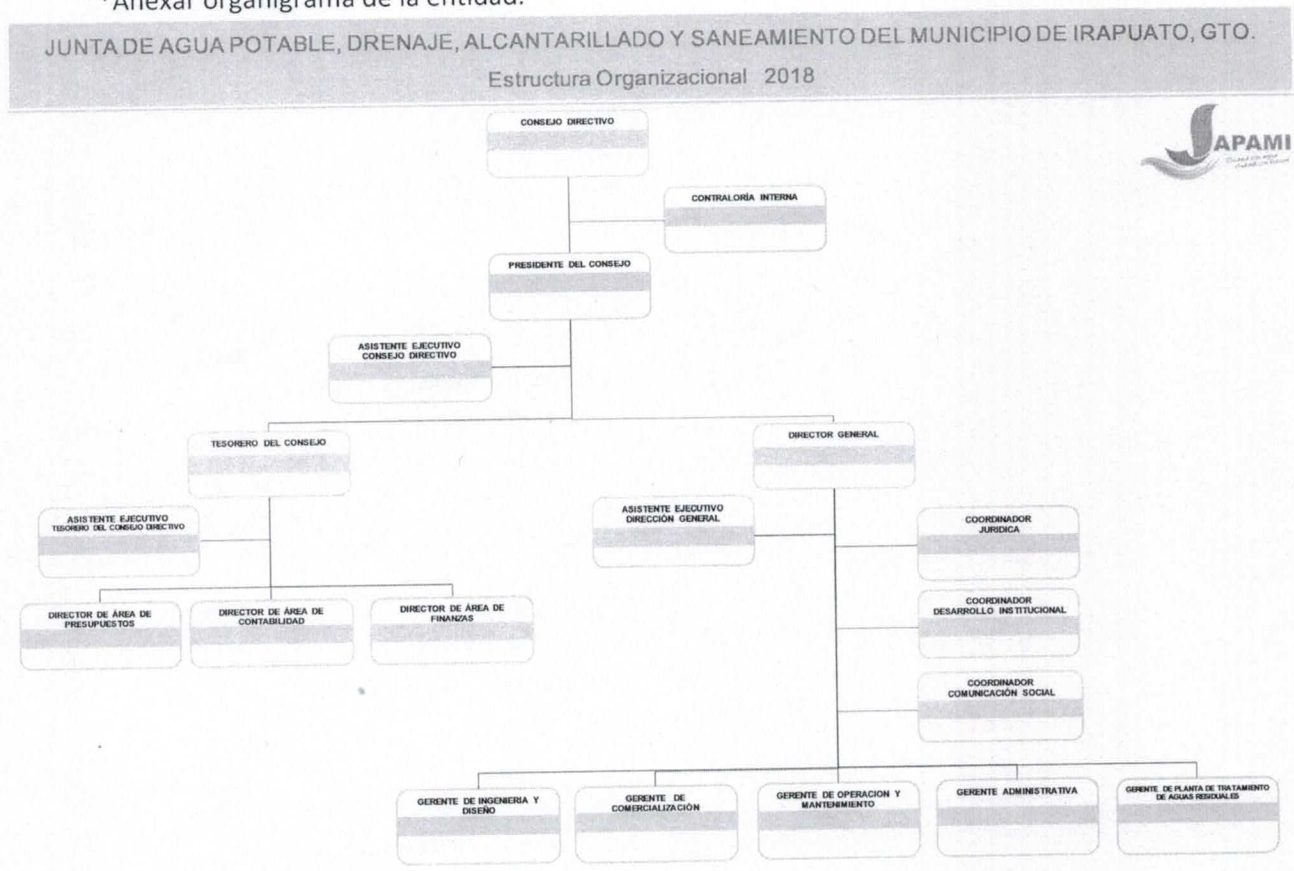 *Anexar organigrama de la entidad.
JUNTA DE AGUA POTABLE, DRENAJE, ALCANTARILLADO Y SANEAMIENTO DEL MUNICIPIO DE IRAPUATO, GTO.
Estructura Organizacional 2018
CONSEJO DIRECTIVO
JAPAMI
CONTRALORÍA INTERNA
PRESIDENTE DEL CONSEJO
ASISTENTE EJECUTIVO
CONSEJO DIRECTIVO
TESORERO DEL CONSEJO
DIRECTOR GENERAL
ASISTENTE EJECUTIVO
TESORERO DEL CONSEJO DIRECTIVO
ASISTENTE EJECUTIVO
DIRECCIÓN GENERAL
COORDINADOR
JURIDICA
DIRECTOR DE ÁREA DE
PRESUPUESTOS
DIRECTOR DE ÁREA DE
CONTABILIDAD
DIRECTOR DE ÁREA DE
FINANZAS
COORDINADOR
DESARROLLO INSTITUCIONAL
COORDINADOR
COMUNICACIÓN SOCIAL
GERENTE DE INGENIERIA Y
DISEÑO
GERENTE DE
COMERCIALIZACIÓN
GERENTE DE OPERACION Y
MANTENIMIENTO
GERENTE ADMINISTRATIVA
GERENTE DE PLANTA DE TRATAMIENTO
DE AGUAS RESIDUALES